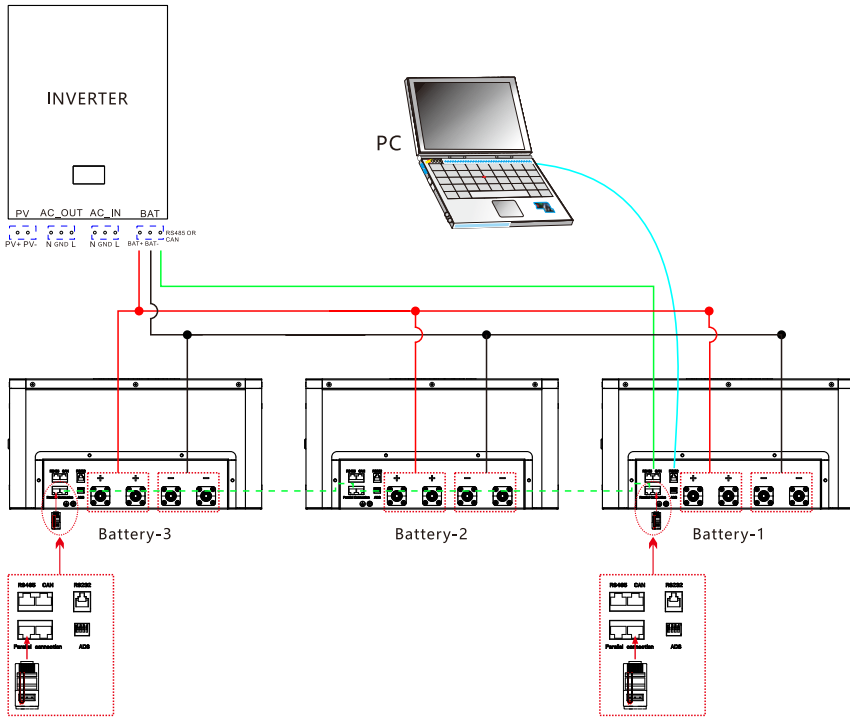 INVERTER
PC
PV AC_OUT AC_IN BAT
PV+ PV- N GND L N GND L BAT+ BAT- RS485 OR
CAN
+ + − −
+ + − −
+ + − −
Battery-3 Battery-2 Battery-1
RS485 CAN RS232
Parallel connection ADS
RS485 CAN RS232
Parallel connection ADS